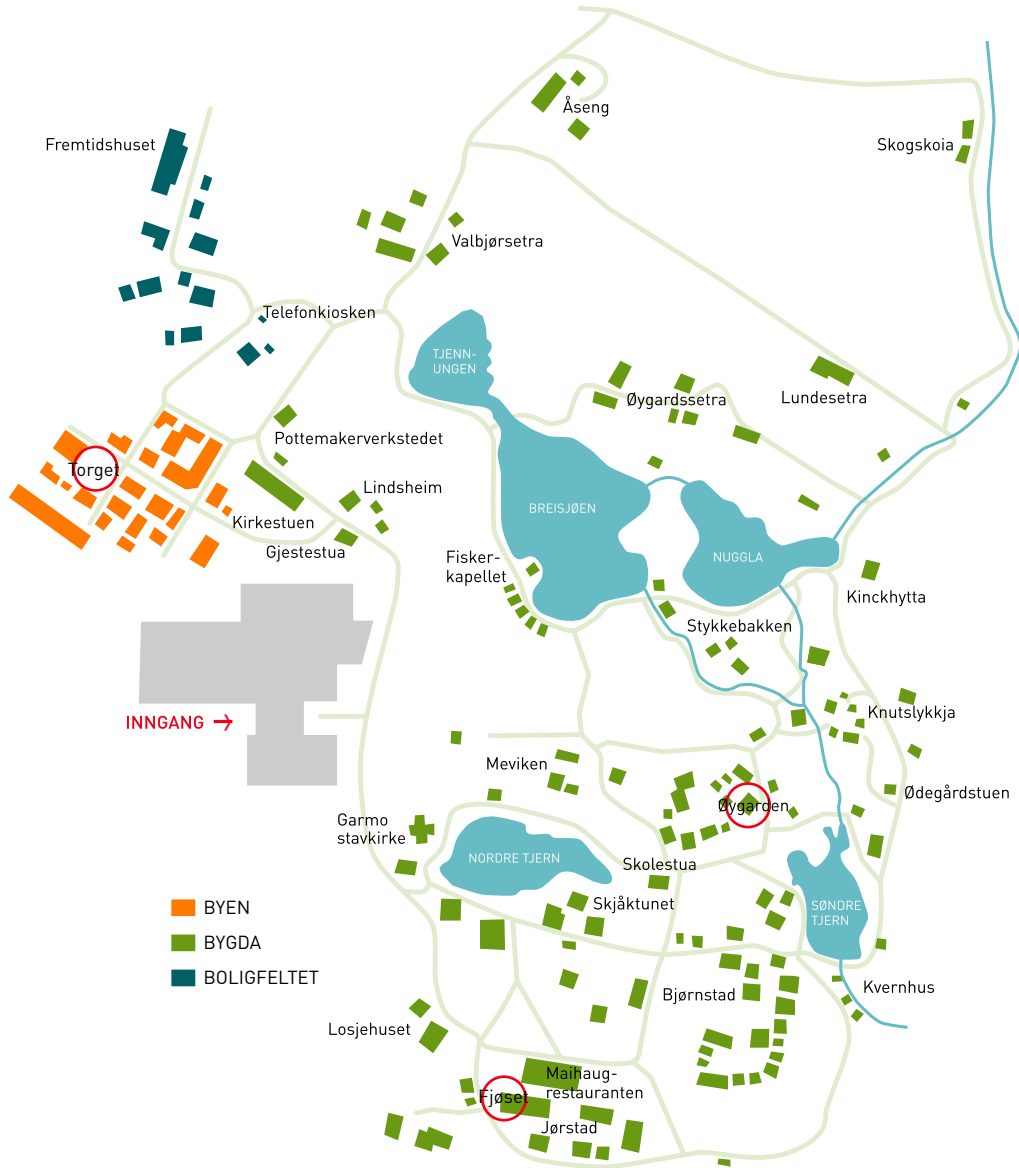 Åseng
Fremtidshuset
Skogskoia
Valbjørsetra
Telefonkiosken
TJENN-
UNGEN
Øygardssetra
Lundesetra
Pottemakerverkstedet
Torget
Lindsheim
BREISJØEN
Kirkestuen
Gjestestua
Fisker-
kapellet
NUGGLA
Kinckhytta
Stykkebakken
INNGANG →
Knutslykkja
Meviken
Ødegårdstuen
Øygarden
Garmo
stavkirke
NORDRE TJERN
Skolestua
Skjåktunet
SØNDRE
TJERN
BYEN
BYGDA
BOLIGFELTET
Bjørnstad
Kvernhus
Losjehuset
Maihaug-
restauranten
Fjøset
Jørstad